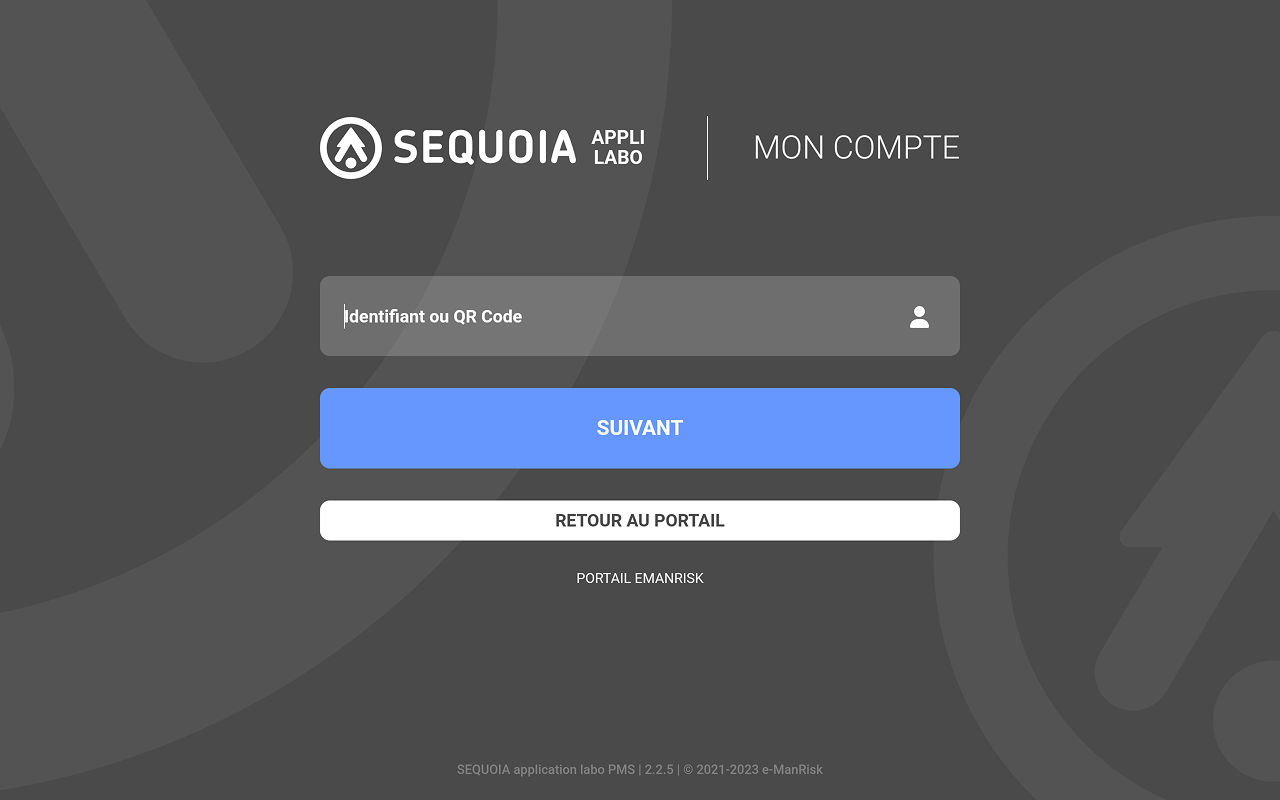 SEQUOIA APPLI LABO
MON COMPTE
Identifiant ou QR Code
SUIVANT
RETOUR AU PORTAIL
PORTAIL EMANRISK
SEQUOIA application labo PMS | 2.2.5 | © 2021-2023 e-ManRisk